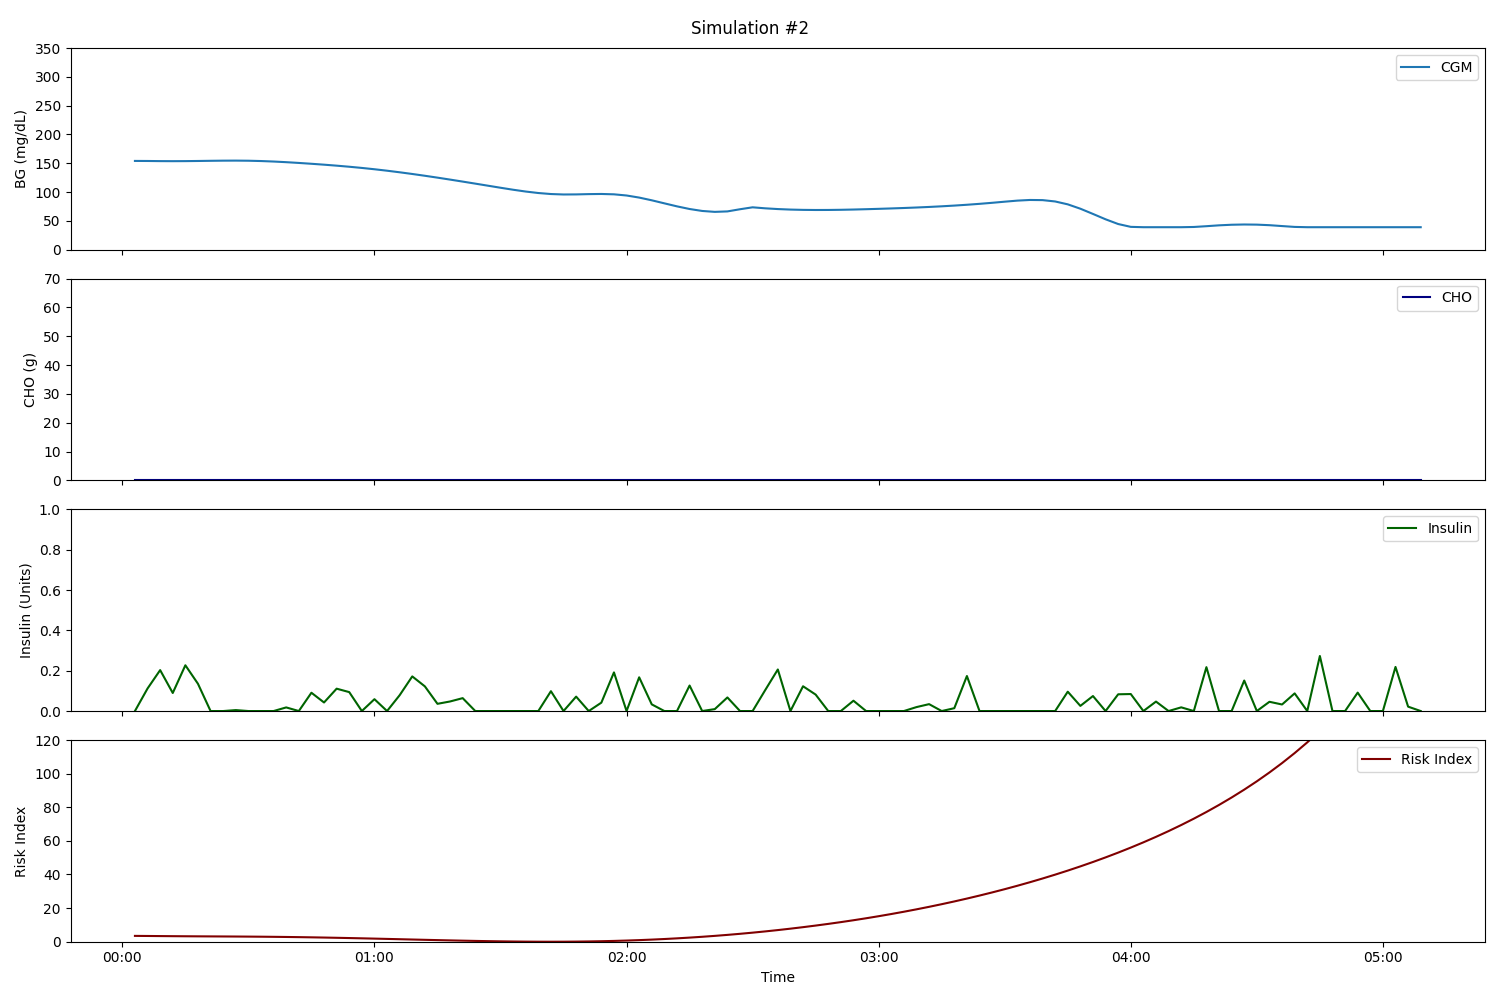 Simulation #2
350
300
250
200
150
100
50
0
BG (mg/dL)
CGM
70
60
50
40
30
20
10
0
CHO (g)
CHO
1.0
0.8
0.6
0.4
0.2
0.0
Insulin (Units)
Insulin
120
100
80
60
40
20
0
Risk Index
Risk Index
00:00 01:00 02:00 03:00 04:00 05:00
Time